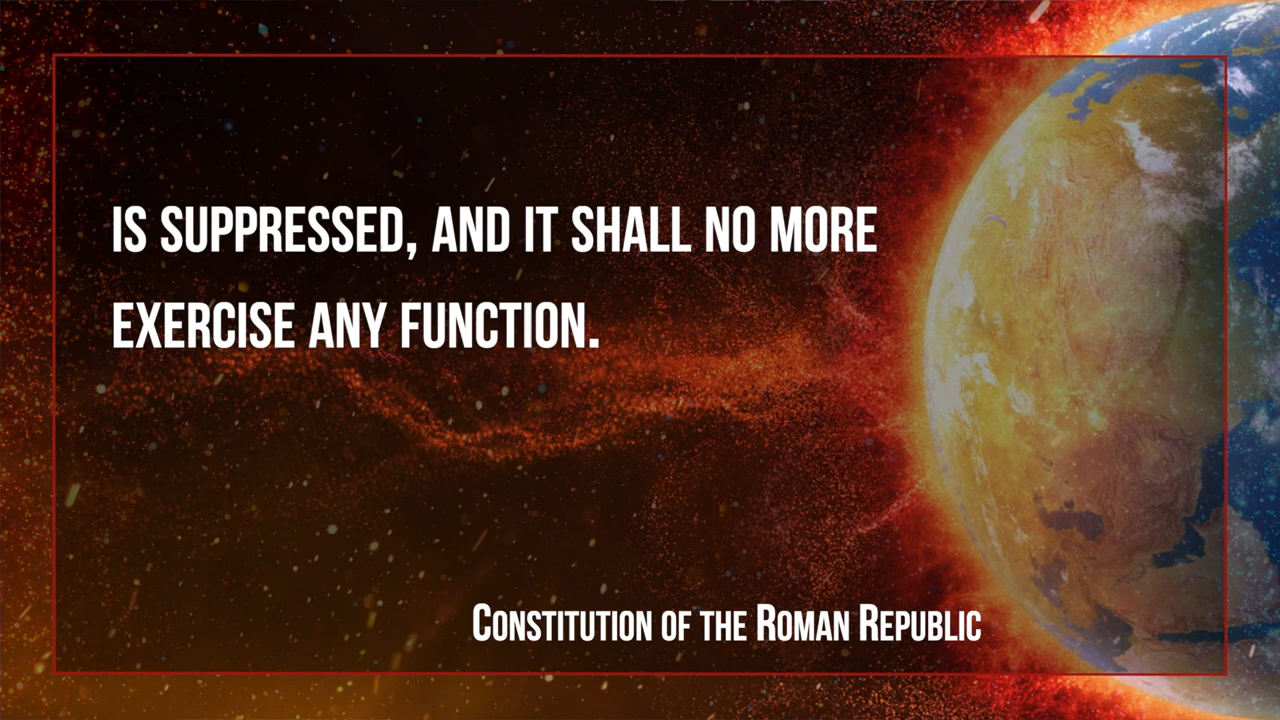 IS SUPPRESSED, AND IT SHALL NO MORE
EXERCISE ANY FUNCTION.
CONSTITUTION OF THE ROMAN REPUBLIC